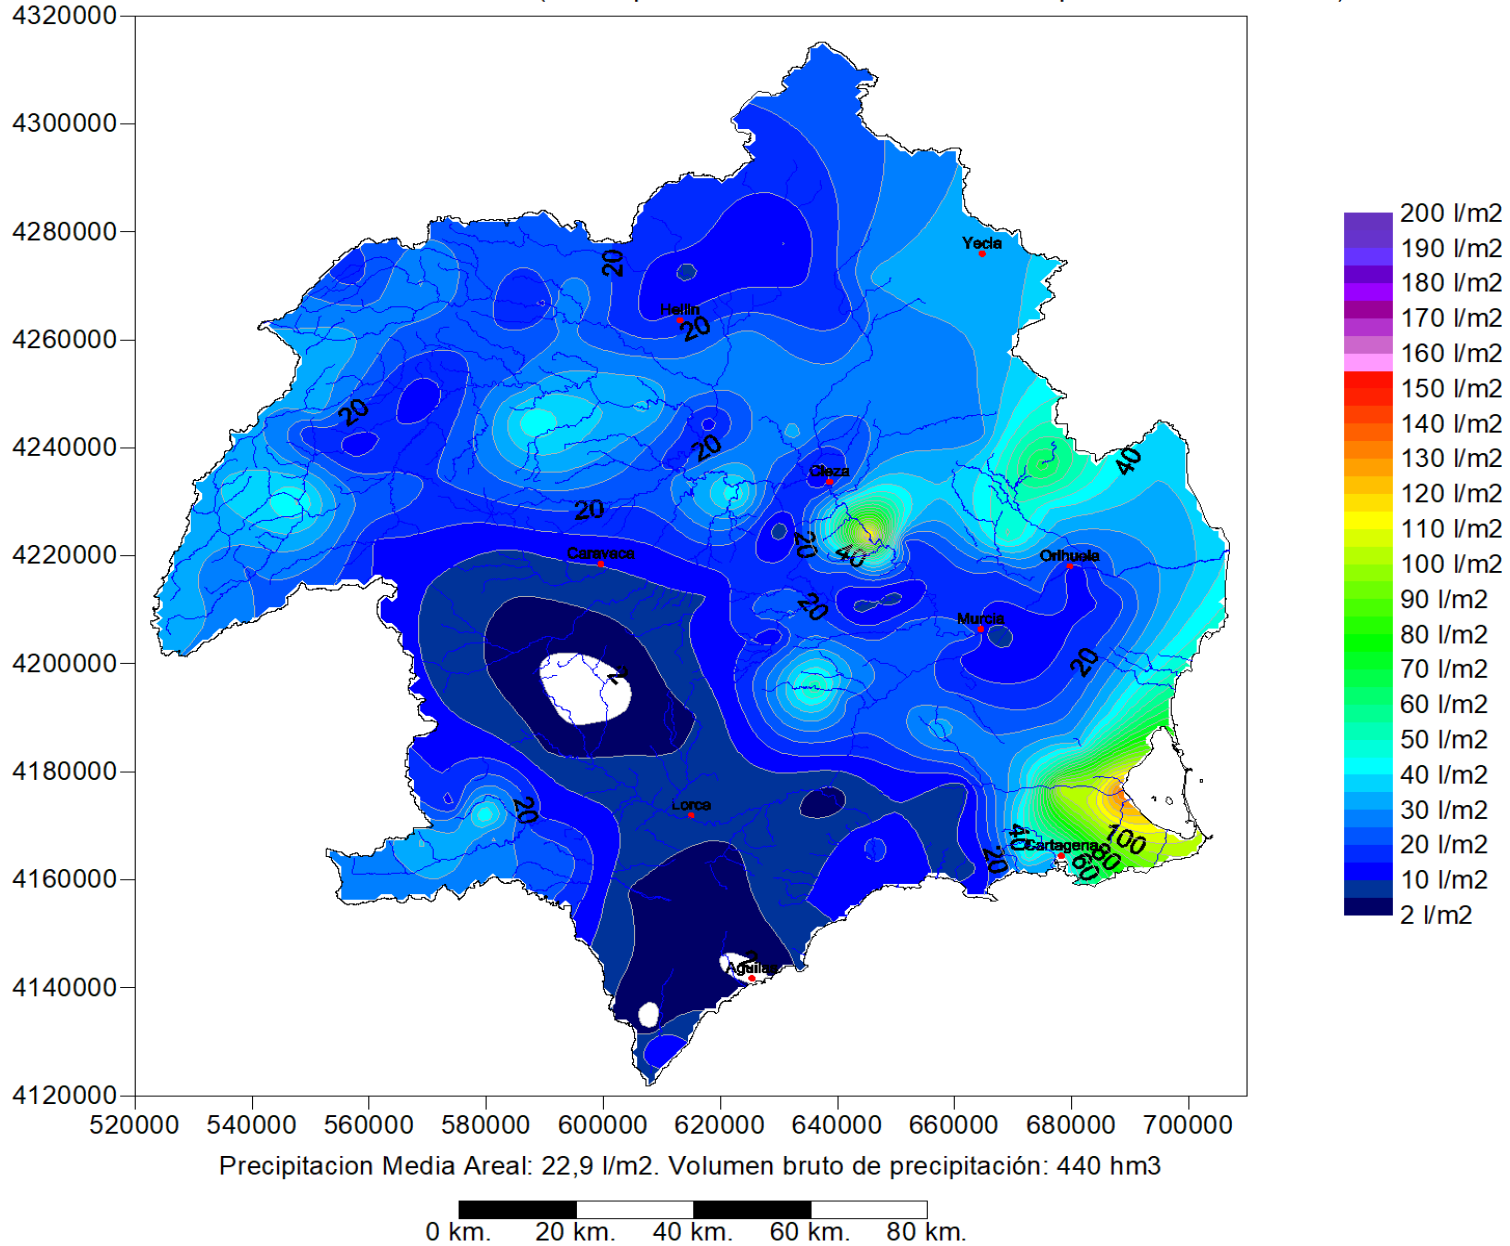 4320000
4300000
4280000
4260000
4240000
4220000
4200000
4180000
4160000
4140000
4120000
520000 540000 560000 580000 600000 620000 640000 660000 680000 700000
Yecla
20
Hellin
20
20
20
40
Cieza
20
20
40
Caravaca
Orihuela
20
Murcia
20
2
20
Lorca
40
100
Cartagena
80
60
20
2
Aguilas
200 l/m2
190 l/m2
180 l/m2
170 l/m2
160 l/m2
150 l/m2
140 l/m2
130 l/m2
120 l/m2
110 l/m2
100 l/m2
90 l/m2
80 l/m2
70 l/m2
60 l/m2
50 l/m2
40 l/m2
30 l/m2
20 l/m2
10 l/m2
2 l/m2
Precipitacion Media Areal: 22,9 l/m2. Volumen bruto de precipitación: 440 hm3
0 km. 20 km. 40 km. 60 km. 80 km.